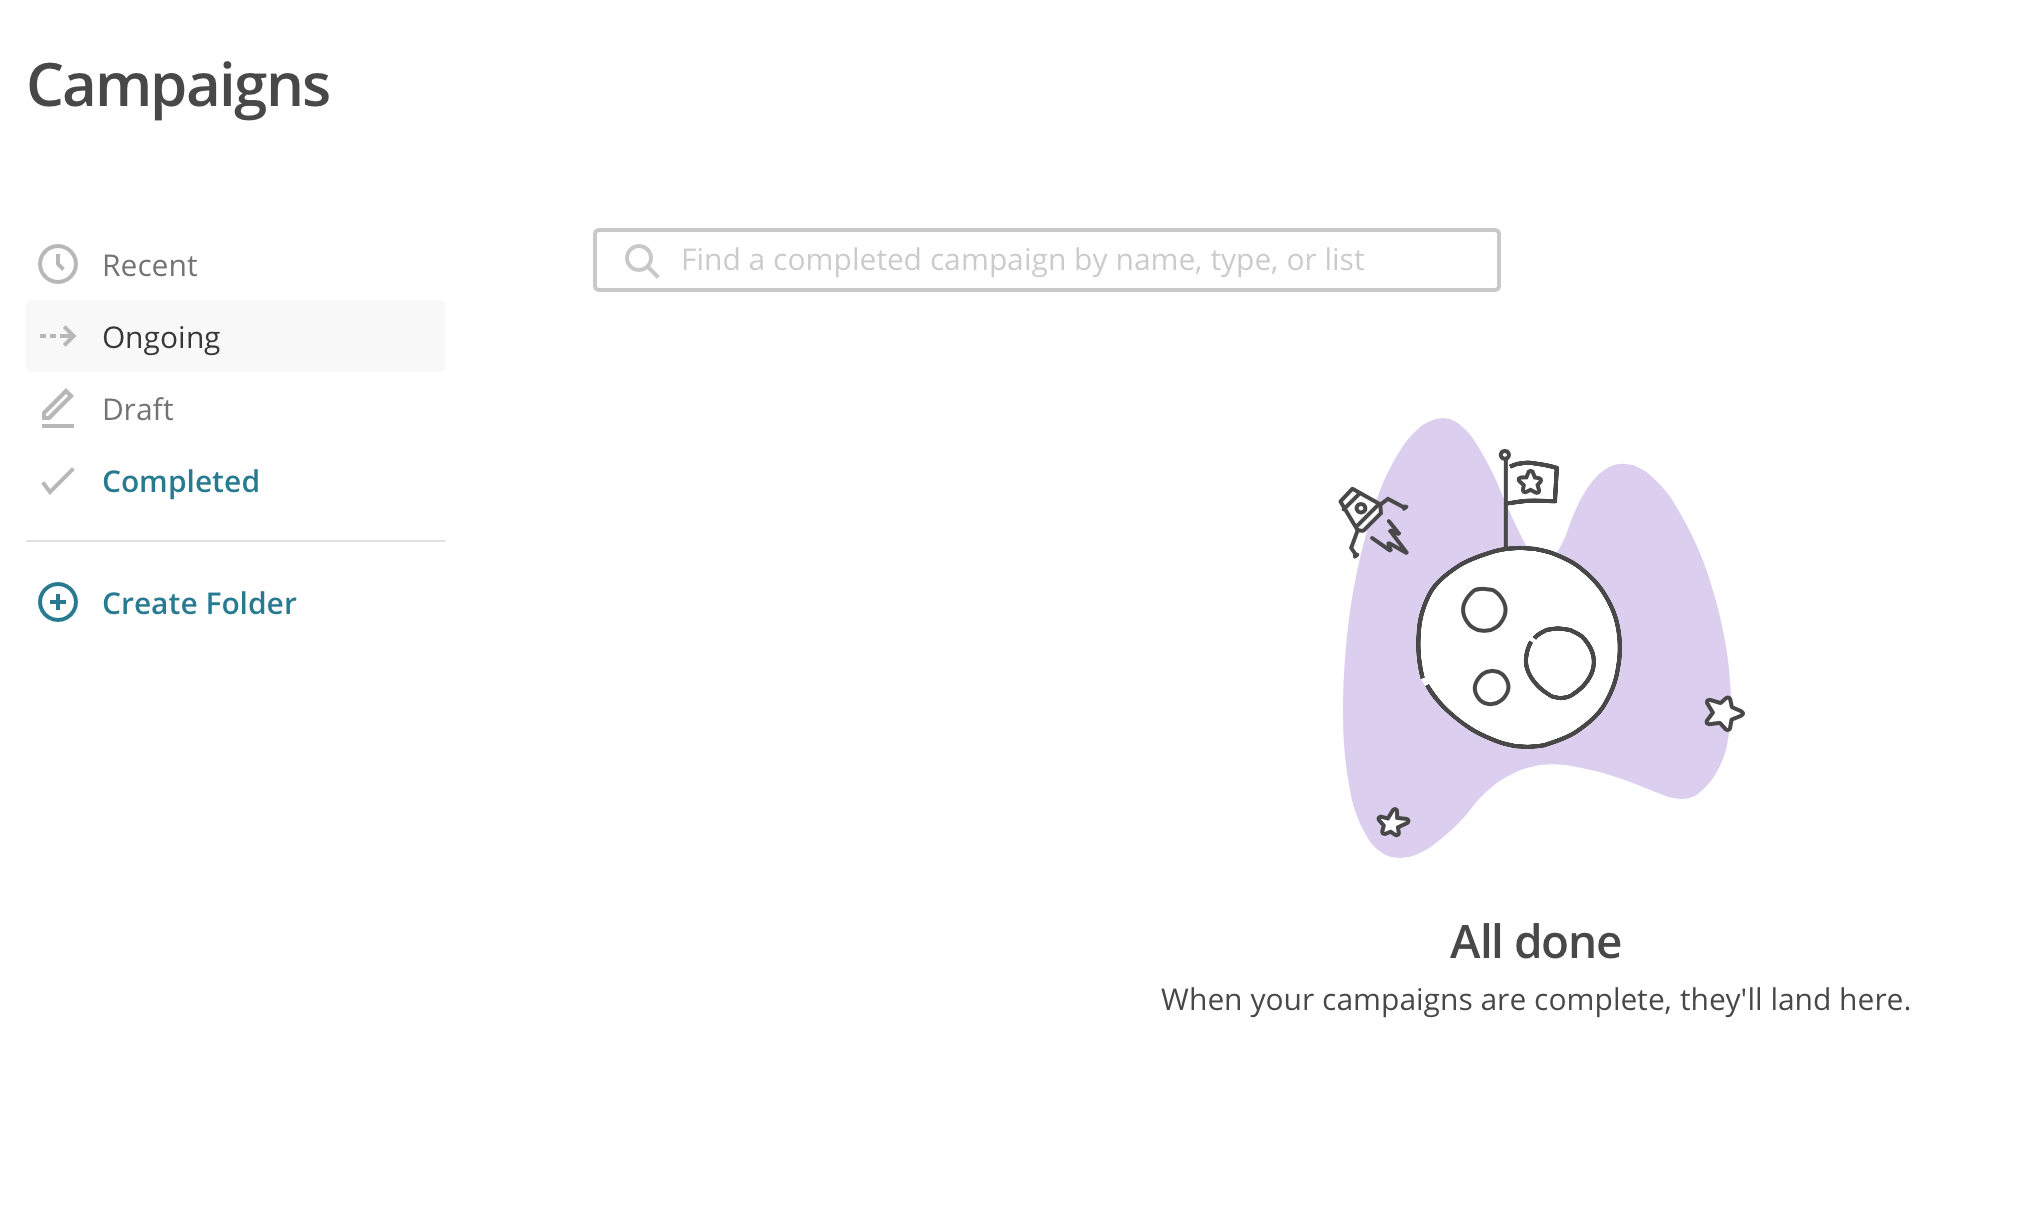 Campaigns
Recent
Ongoing
Draft
Completed
Create Folder
Find a completed campaign by name, type, or list
All done
When your campaigns are complete, they'll land here.